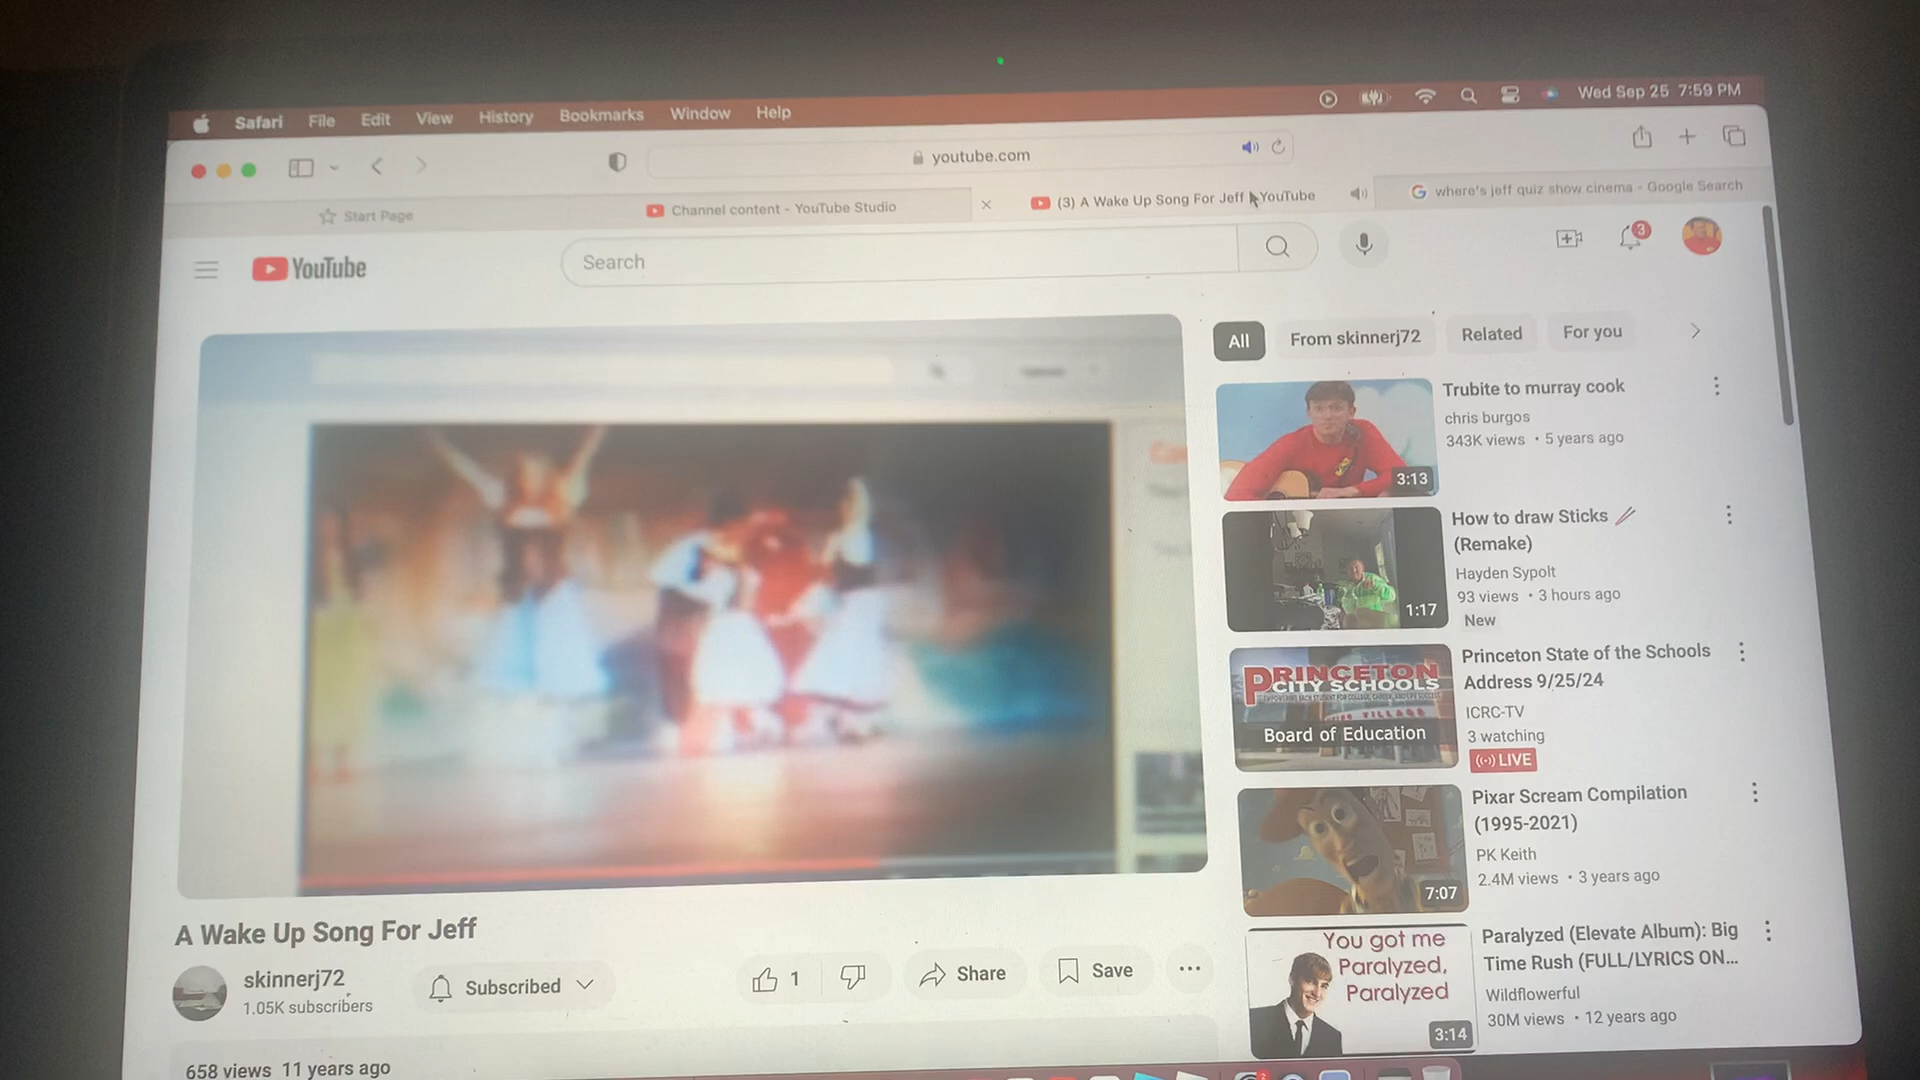 Safari File Edit View History Bookmarks Window Help
Wed Sep 25 7:59 PM
youtube.com
Start Page
Channel content - YouTube Studio
(3) A Wake Up Song For Jeff - YouTube
where's jeff quiz show cinema - Google Search
YouTube
Search
3
All
From skinnerj72
Related
For you
Trubite to murray cook
chris burgos
343K views • 5 years ago
3:13
How to draw Sticks
(Remake)
Hayden Sypolt
93 views • 3 hours ago
New
1:17
Princeton State of the Schools
Address 9/25/24
ICRC-TV
3 watching
LIVE
PRINCETON
CITY SCHOOLS
VILLAGE
Board of Education
Pixar Scream Compilation
(1995-2021)
PK Keith
2.4M views • 3 years ago
7:07
Paralyzed (Elevate Album): Big
Time Rush (FULL/LYRICS ON...
Wildflowerful
30M views • 12 years ago
You got me
Paralyzed,
Paralyzed
3:14
A Wake Up Song For Jeff
skinnerj72
1.05K subscribers
Subscribed
1
Share
Save
658 views 11 years ago